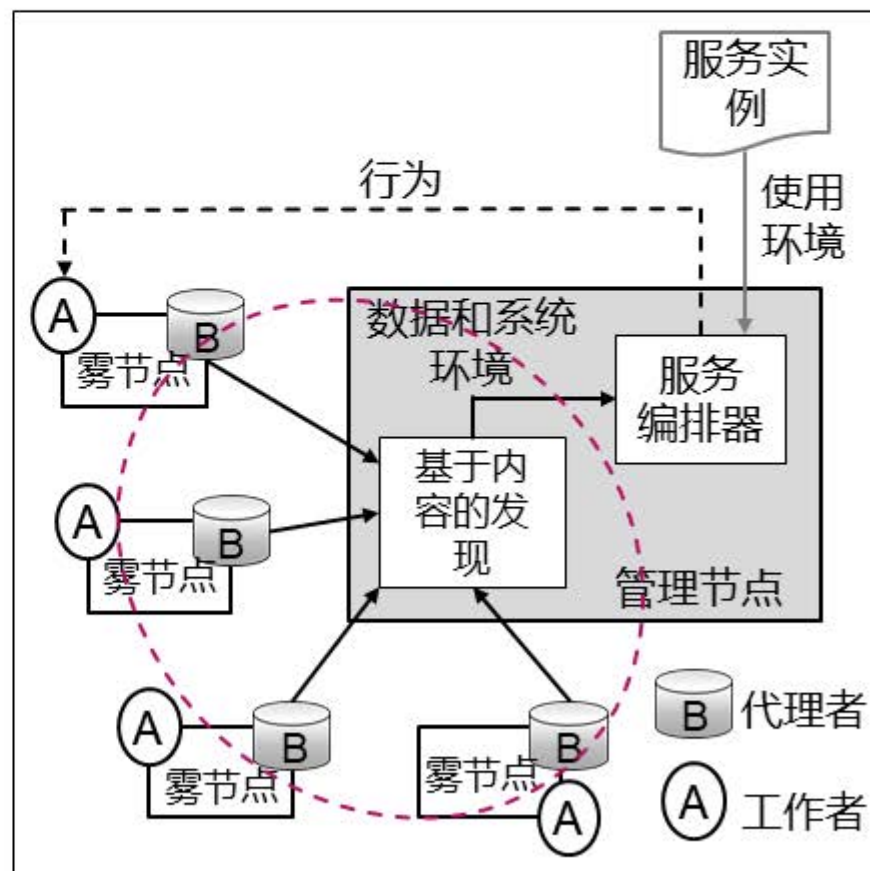 服务实
例
行为
使用
环境
数据和系统
环境
A
B
雾节点
服务
编排器
基于内
容的发
现
A
B
雾节点
管理节点
A
B
雾节点
B
雾节点
A
B
代理者
A
工作者